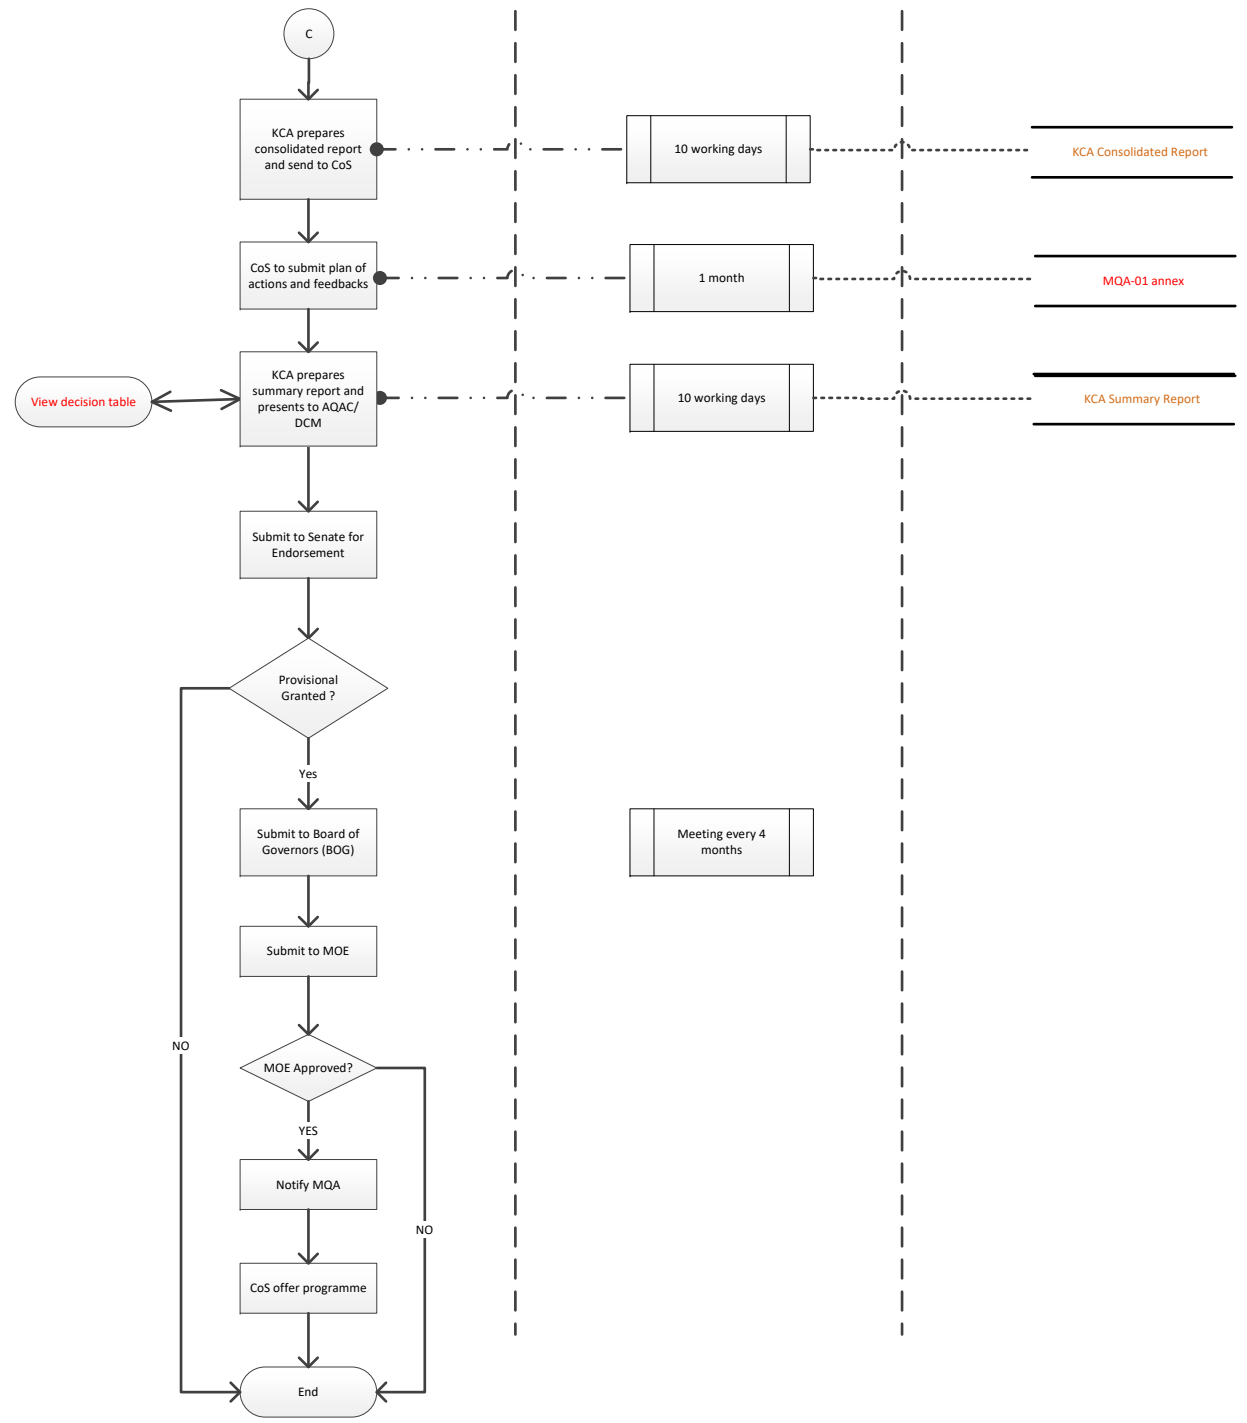 C
KCA prepares
consolidated report
and send to CoS
10 working days
KCA Consolidated Report
CoS to submit plan of
actions and feedbacks
1 month
MQA-01 annex
View decision table
KCA prepares
summary report and
presents to AQAC/
DCM
10 working days
KCA Summary Report
Submit to Senate for
Endorsement
Provisional
Granted ?
Yes
Submit to Board of
Governors (BOG)
Meeting every 4
months
Submit to MOE
NO
MOE Approved?
YES
Notify MQA
NO
CoS offer programme
End